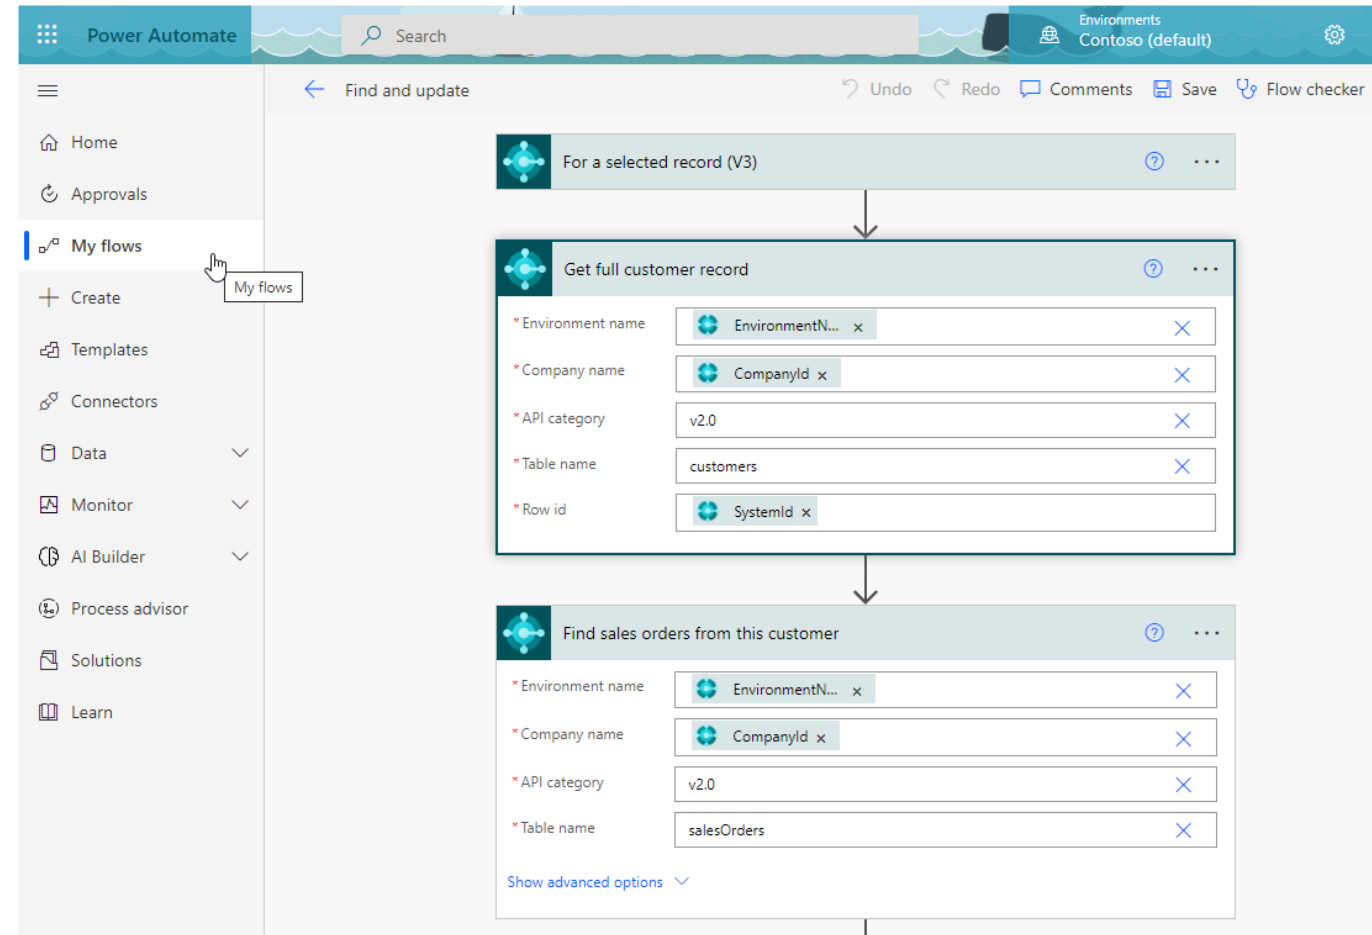 Power Automate
Search
Environments
Contoso (default)
Find and update
Undo
Redo
Comments
Save
Flow checker
Home
Approvals
My flows
My flows
Create
Templates
Connectors
Data
Monitor
AI Builder
Process advisor
Solutions
Learn
For a selected record (V3)
Get full customer record
* Environment name
EnvironmentN... ×
* Company name
CompanyId ×
* API category
v2.0
* Table name
customers
* Row id
SystemId ×
Find sales orders from this customer
* Environment name
EnvironmentN... ×
* Company name
CompanyId ×
* API category
v2.0
* Table name
salesOrders
Show advanced options